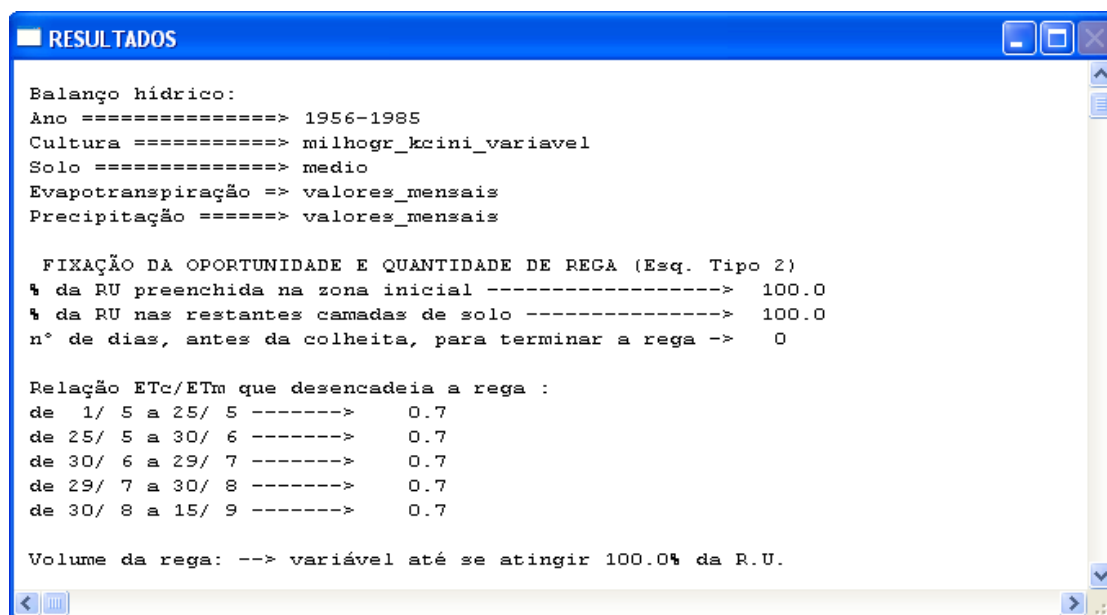 RESULTADOS
Balanço hídrico:
Ano ===============> 1956-1985
Cultura ===========> milhogr_kcini_variavel
Solo ==============> medio
Evapotranspiração => valores_mensais
Precipitação ======> valores_mensais
FIXAÇÃO DA OPORTUNIDADE E QUANTIDADE DE REGA (Esq. Tipo 2)
% da RU preenchida na zona inicial ------------------> 100.0
% da RU nas restantes camadas de solo ---------------> 100.0
n° de dias, antes da colheita, para terminar a rega -> 0
Relação ETc/ETm que desencadeia a rega :
de 1/ 5 a 25/ 5 -------> 0.7
de 25/ 5 a 30/ 6 -------> 0.7
de 30/ 6 a 29/ 7 -------> 0.7
de 29/ 7 a 30/ 8 -------> 0.7
de 30/ 8 a 15/ 9 -------> 0.7
Volume da rega: --> variável até se atingir 100.0% da R.U.